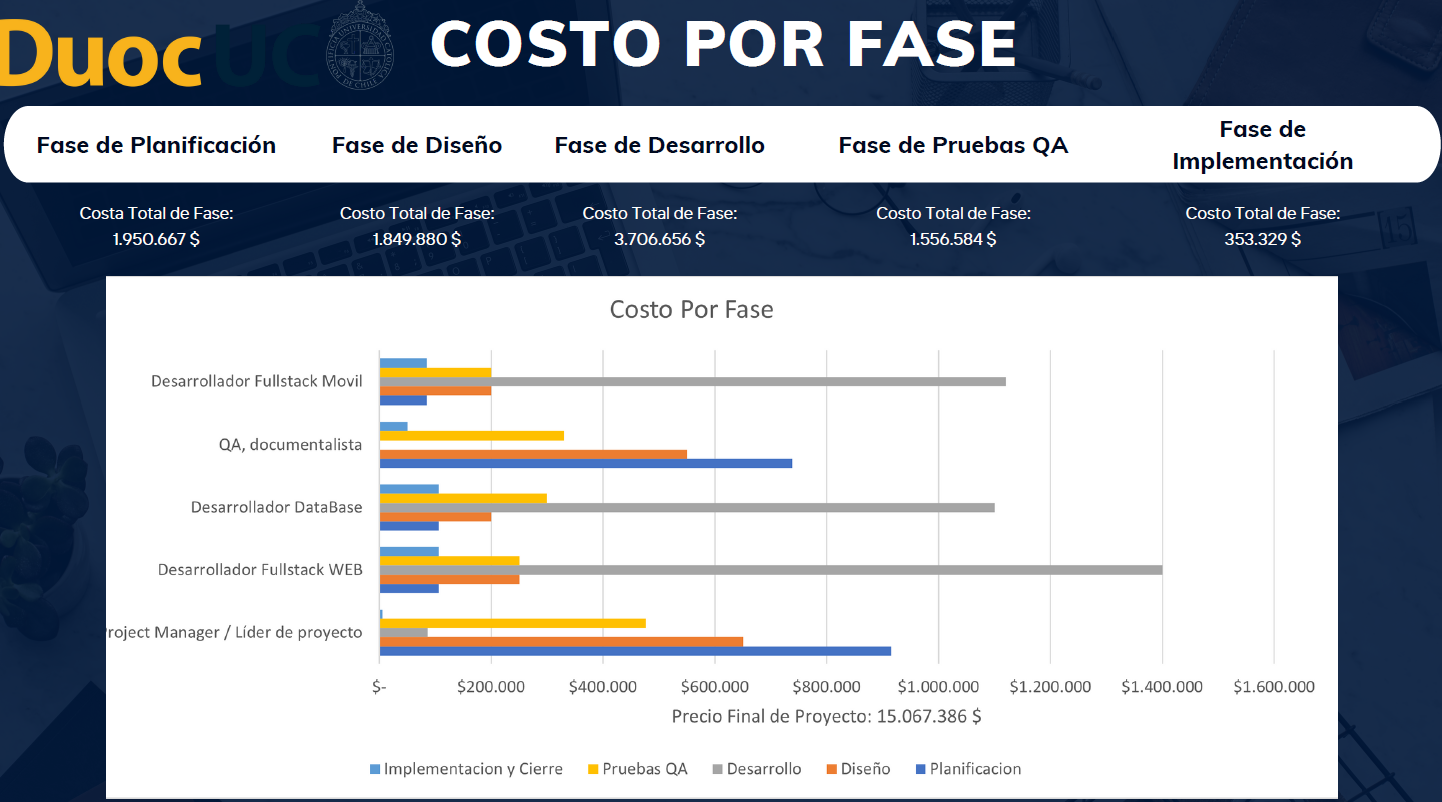 Duoc UC
COSTO POR FASE
Fase de Planificación
Fase de Diseño
Fase de Desarrollo
Fase de Pruebas QA
Fase de
Implementación
Costa Total de Fase:
1.950.667 $
Costo Total de Fase:
1.849.880 $
Costo Total de Fase:
3.706.656 $
Costo Total de Fase:
1.556.584 $
Costo Total de Fase:
353.329 $
Costo Por Fase
Desarrollador Fullstack Movil
QA, documentalista
Desarrollador DataBase
Desarrollador Fullstack WEB
roject Manager / Líder de proyecto
$- $200.000 $400.000 $600.000 $800.000 $1.000.000 $1.200.000 $1.400.000 $1.600.000
Precio Final de Proyecto: 15.067.386 $
Implementacion y Cierre Pruebas QA Desarrollo Diseño Planificacion